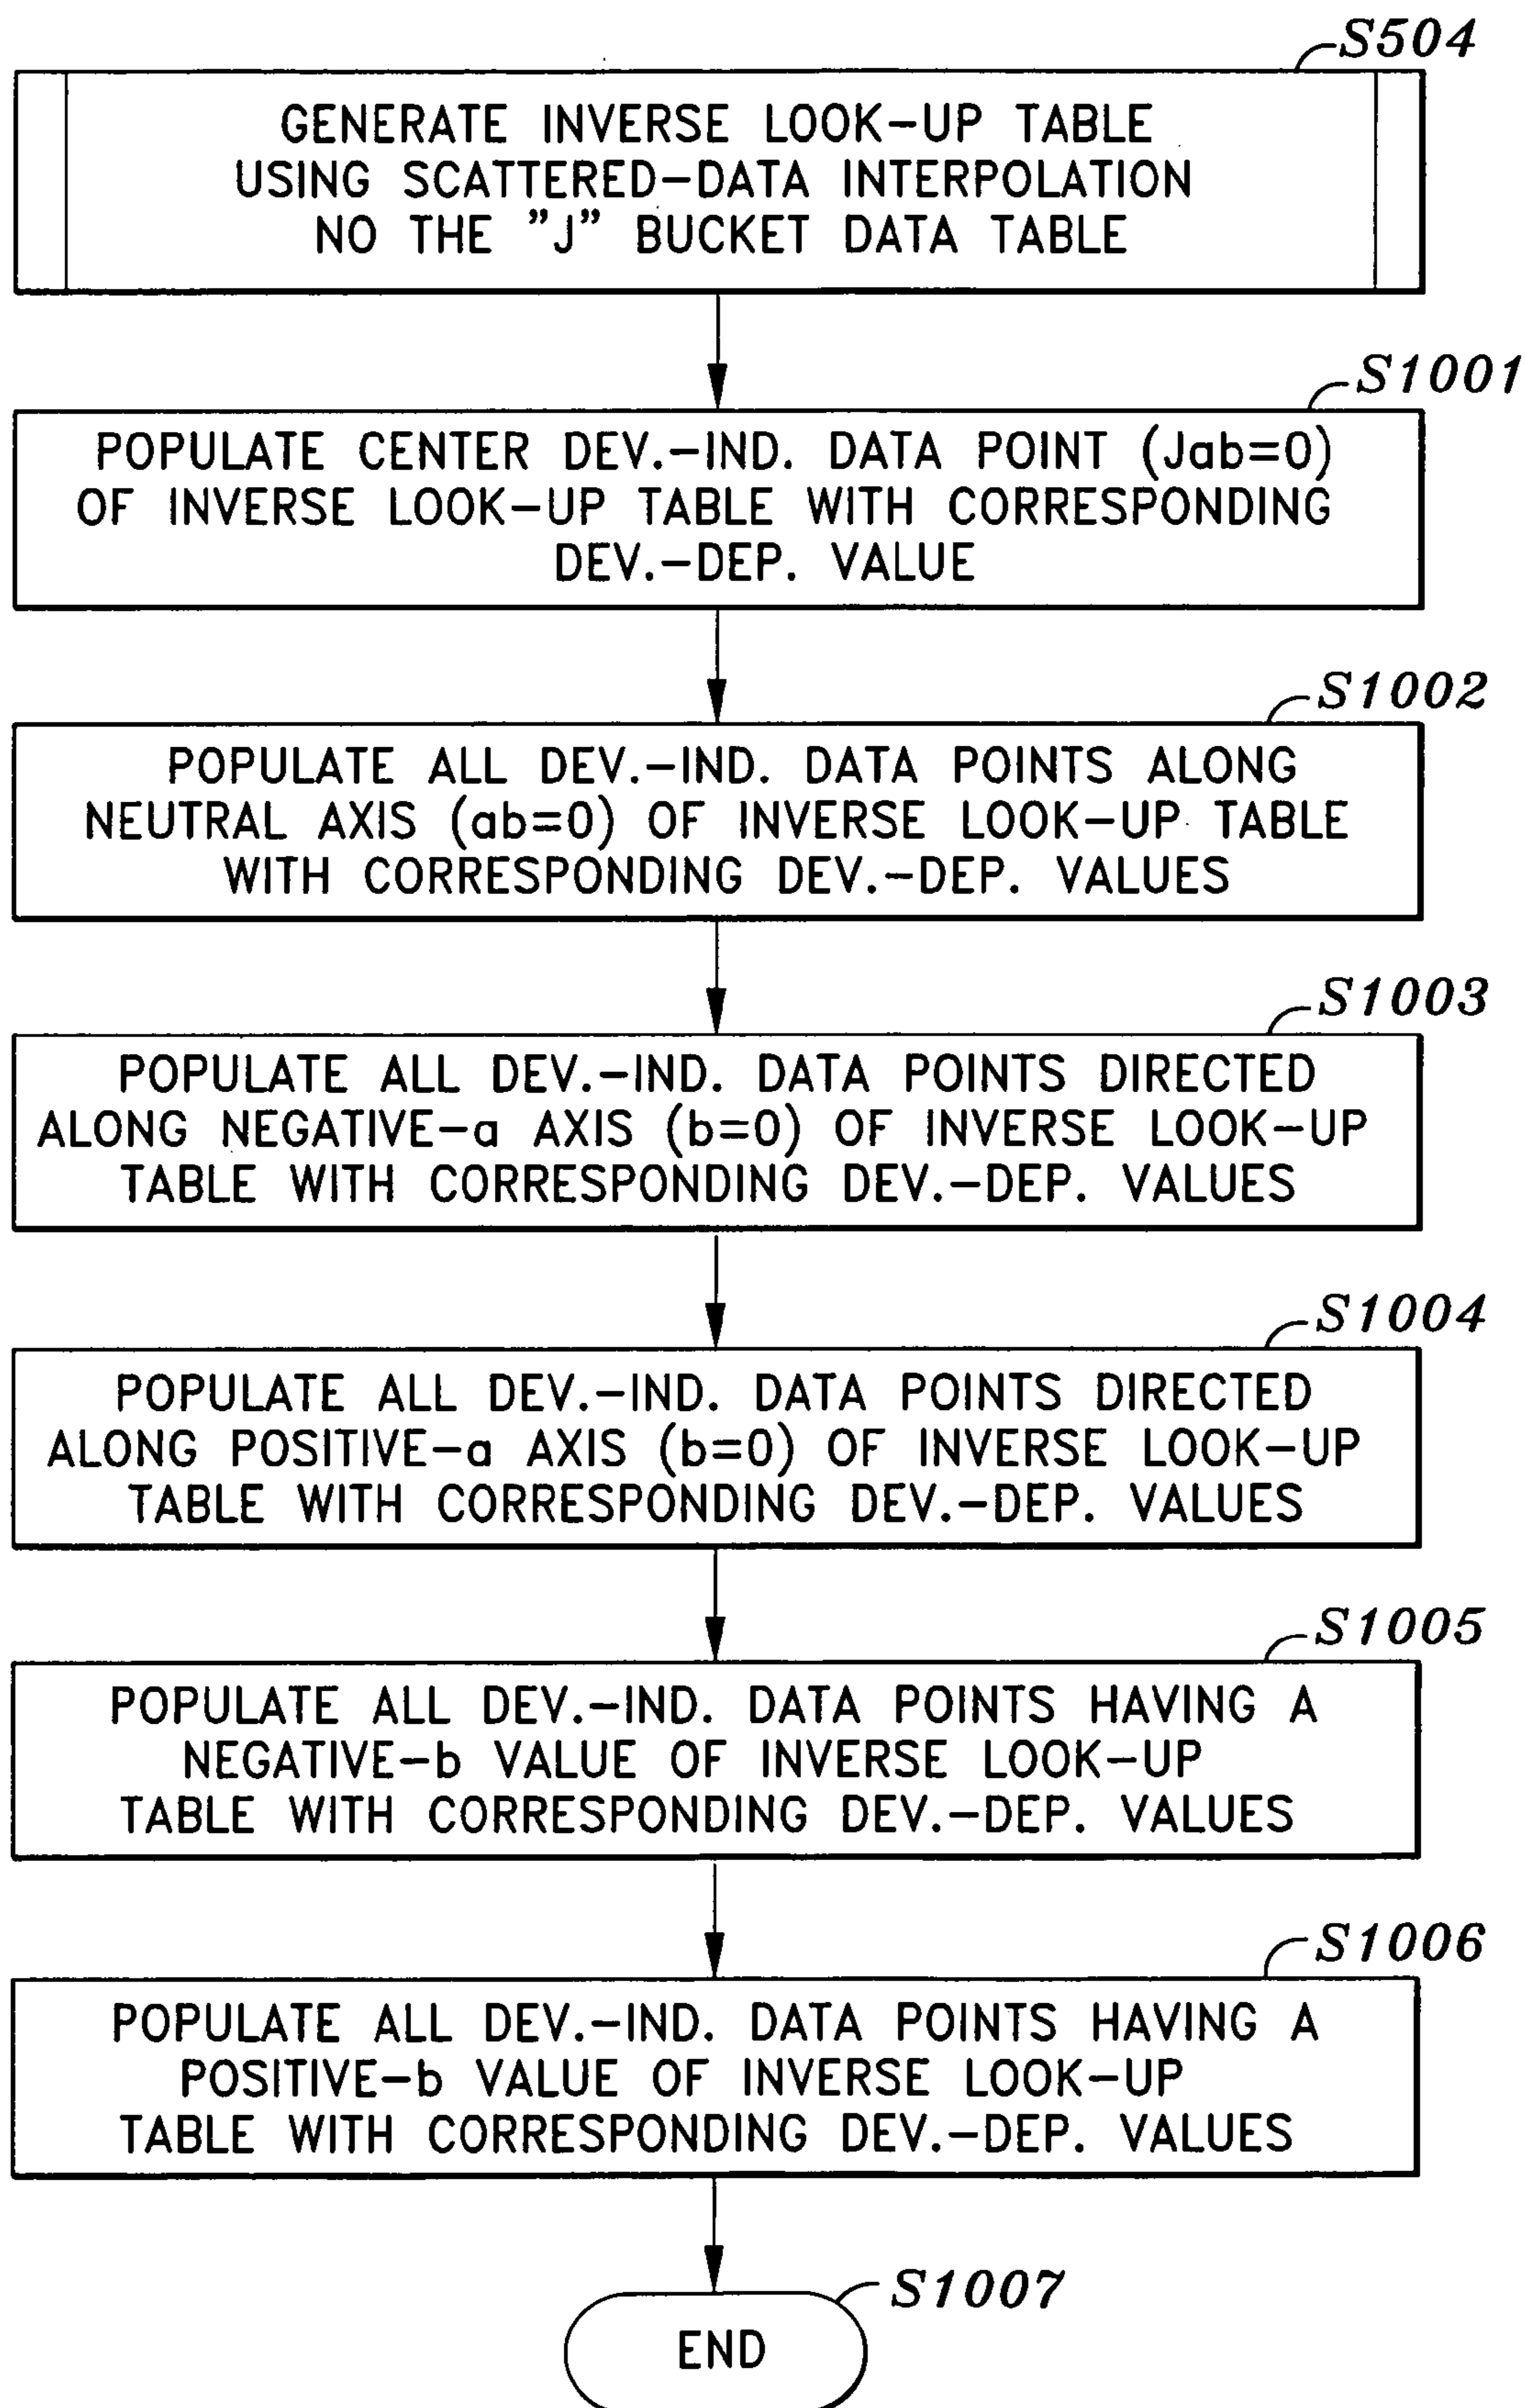 S504
GENERATE INVERSE LOOK-UP TABLE
USING SCATTERED-DATA INTERPOLATION
NO THE "J" BUCKET DATA TABLE
S1001
POPULATE CENTER DEV.-IND. DATA POINT (Jab=0)
OF INVERSE LOOK-UP TABLE WITH CORRESPONDING
DEV.-DEP. VALUE
S1002
POPULATE ALL DEV.-IND. DATA POINTS ALONG
NEUTRAL AXIS (ab=0) OF INVERSE LOOK-UP TABLE
WITH CORRESPONDING DEV.-DEP. VALUES
S1003
POPULATE ALL DEV.-IND. DATA POINTS DIRECTED
ALONG NEGATIVE-a AXIS (b=0) OF INVERSE LOOK-UP
TABLE WITH CORRESPONDING DEV.-DEP. VALUES
S1004
POPULATE ALL DEV.-IND. DATA POINTS DIRECTED
ALONG POSITIVE-a AXIS (b=0) OF INVERSE LOOK-UP
TABLE WITH CORRESPONDING DEV.-DEP. VALUES
S1005
POPULATE ALL DEV.-IND. DATA POINTS HAVING A
NEGATIVE-b VALUE OF INVERSE LOOK-UP
TABLE WITH CORRESPONDING DEV.-DEP. VALUES
S1006
POPULATE ALL DEV.-IND. DATA POINTS HAVING A
POSITIVE-b VALUE OF INVERSE LOOK-UP
TABLE WITH CORRESPONDING DEV.-DEP. VALUES
S1007
END